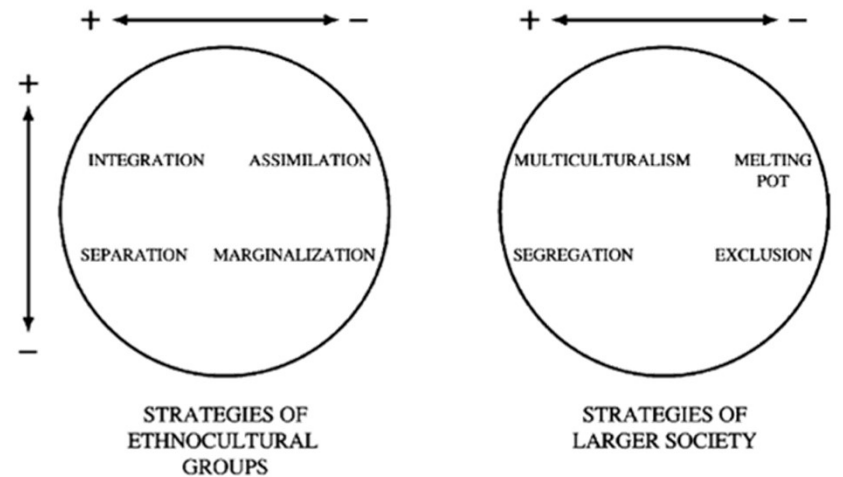 + −
+ −
+
INTEGRATION ASSIMILATION
MULTICULTURALISM MELTING
POT
SEPARATION MARGINALIZATION
SEGREGATION EXCLUSION
−
STRATEGIES OF
ETHNOCULTURAL
GROUPS
STRATEGIES OF
LARGER SOCIETY